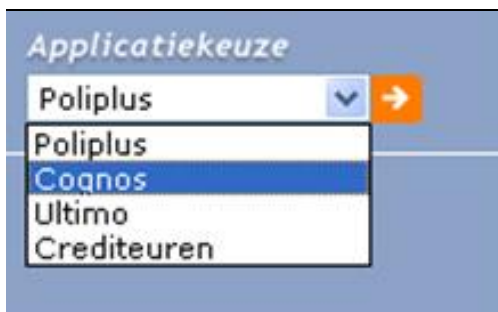 Applicatiekeuze
Poliplus
Poliplus
Cognos
Ultimo
Crediteuren